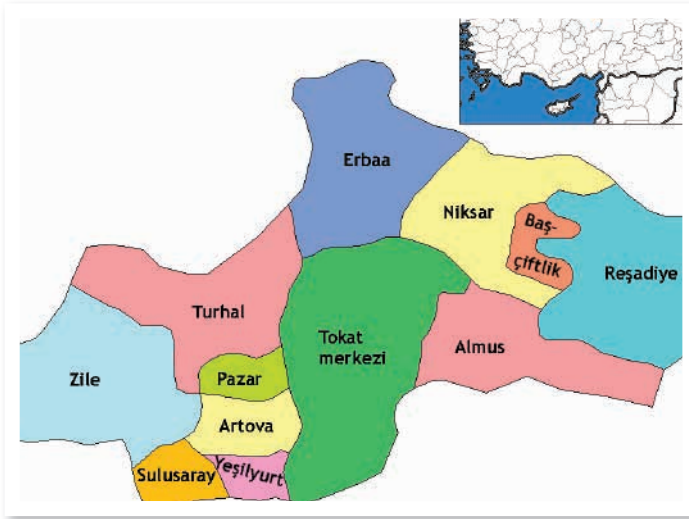 Erbaa
Niksar
Baş-
çiftlik
Reşadiye
Turhal
Tokat
merkezi
Almus
Zile
Pazar
Artova
Sulusaray
Yeşilyurt